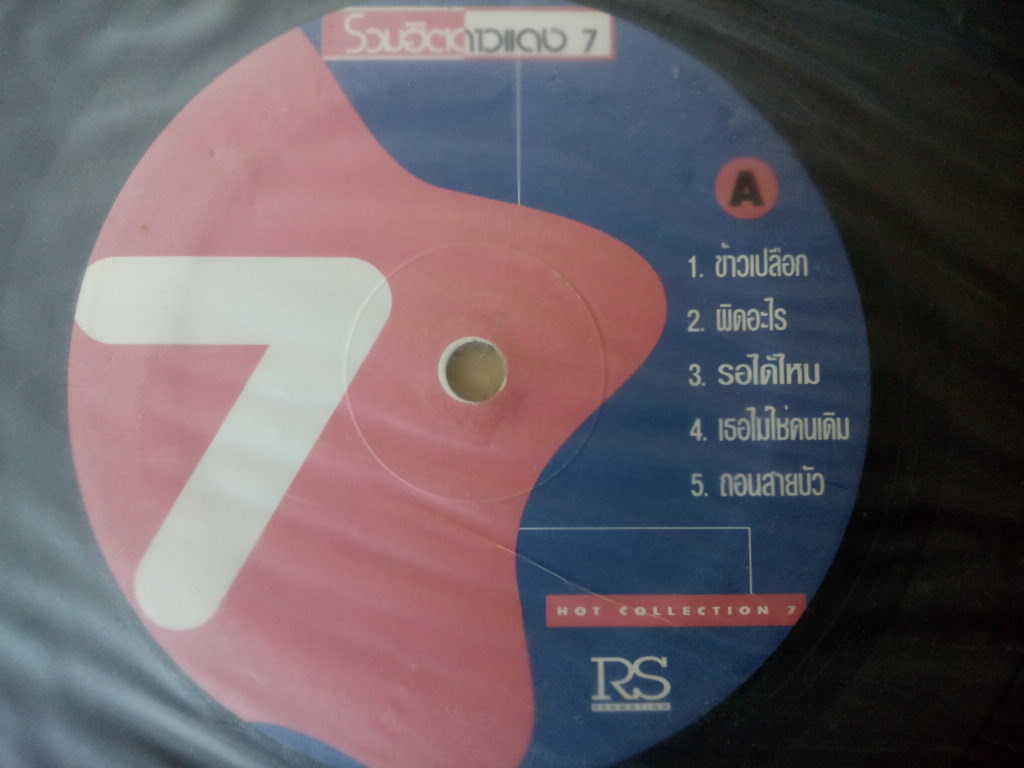 รวมฮิตดาวแดง 7
7
A
1. ข้าวเปลือก
2. ผิดอะไร
3. รอได้ไหม
4. เธอไม่ใช่คนเดิม
5. ถอนสายบัว
HOT COLLECTION 7
RS
PROMOTION